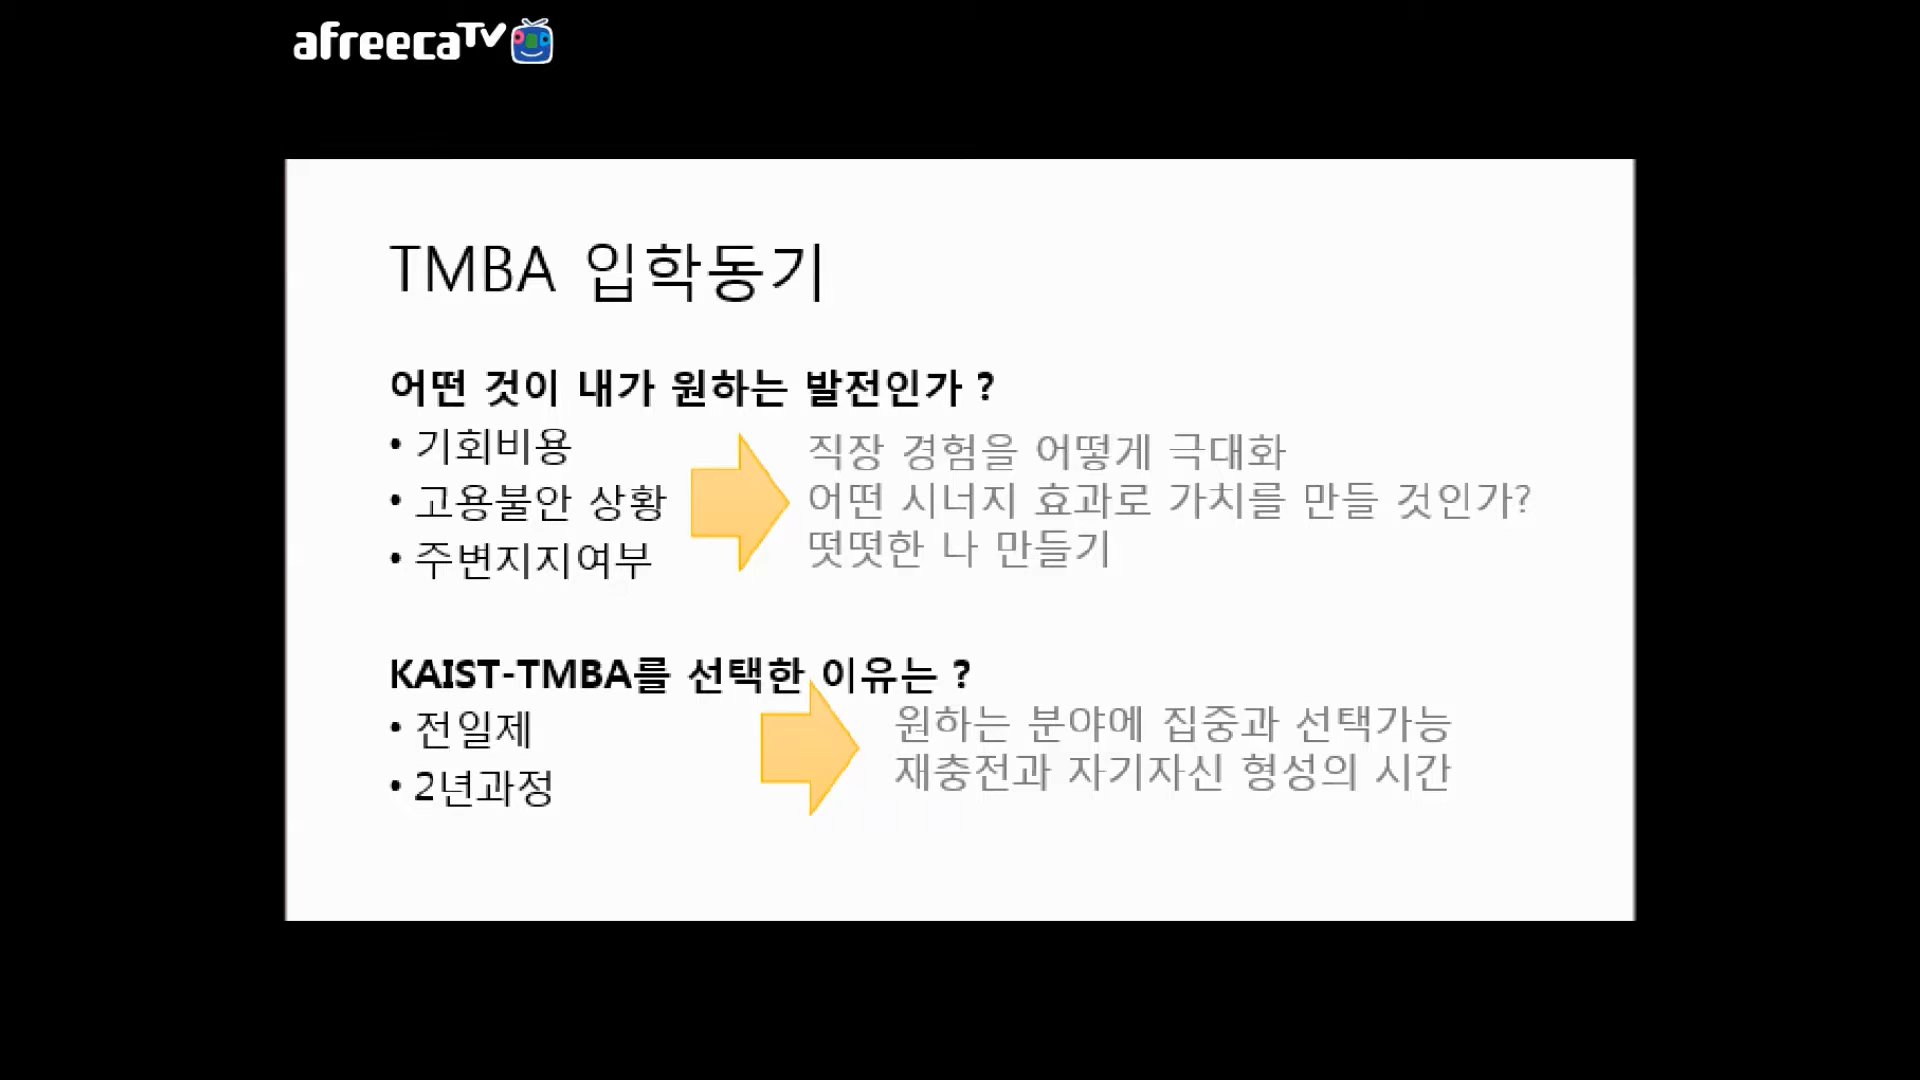 afreecaTV
TMBA 입학동기
어떤 것이 내가 원하는 발전인가 ?
• 기회비용
• 고용불안 상황
• 주변지지여부
직장 경험을 어떻게 극대화
어떤 시너지 효과로 가치를 만들 것인가?
떳떳한 나 만들기
KAIST-TMBA를 선택한 이유는 ?
• 전일제
• 2년과정
원하는 분야에 집중과 선택가능
재충전과 자기자신 형성의 시간